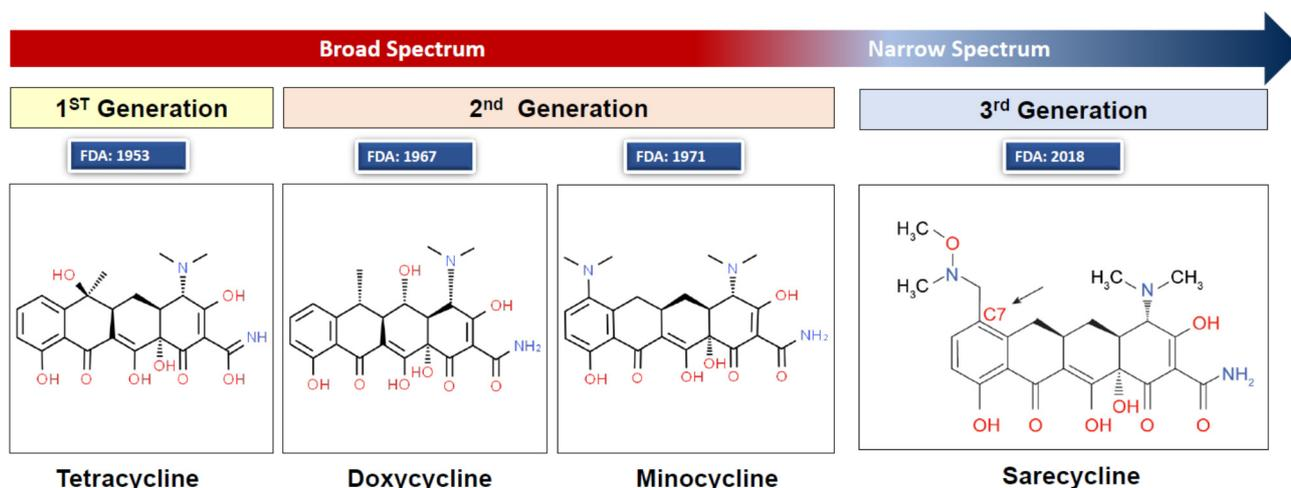 Broad Spectrum Narrow Spectrum
1ST Generation 2nd Generation 3rd Generation
FDA: 1953 FDA: 1967 FDA: 1971 FDA: 2018
HO N OH NH OH O OH OH O OH
OH N OH NH2 OH O HO OH O O
N N OH NH2 OH O OH OH O O
H3C O N H3C C7 H3C N CH3 OH NH2 OH O OH OH O O
Tetracycline Doxycycline Minocycline Sarecycline